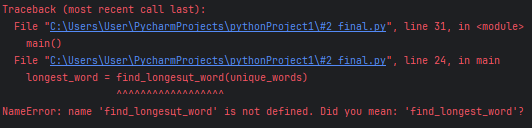 Traceback (most recent call last):
File "C:\Users\User\PycharmProjects\pythonProject1\#2 final.py", line 31, in <module>
main()
File "C:\Users\User\PycharmProjects\pythonProject1\#2 final.py", line 24, in main
longest_word = find_longesųt_word(unique_words)
^^^^^^^^^^^^^^^^^^
NameError: name 'find_longesųt_word' is not defined. Did you mean: 'find_longest_word'?